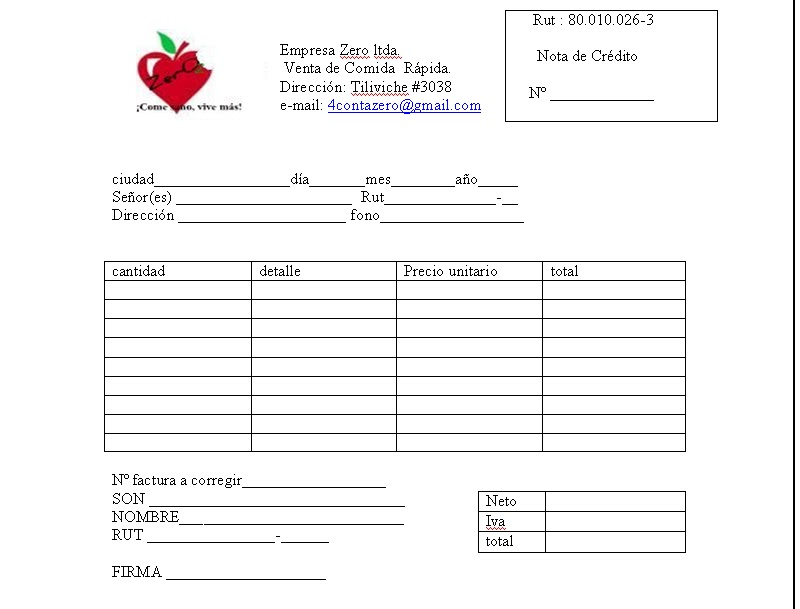 Zero
¡Come sano, vive más!
Empresa Zero ltda.
Venta de Comida Rápida.
Dirección: Tiliviche #3038
e-mail: 4contazero@gmail.com
Rut : 80.010.026-3
Nota de Crédito
Nº _____________
ciudad_________________día_______mes________año_____
Señor(es) ______________________ Rut______________-__
Dirección _____________________ fono__________________
cantidad detalle Precio unitario total
Nº factura a corregir__________________
SON ________________________________
NOMBRE____________________________
RUT ________________-______
FIRMA ____________________
Neto
Iva
total